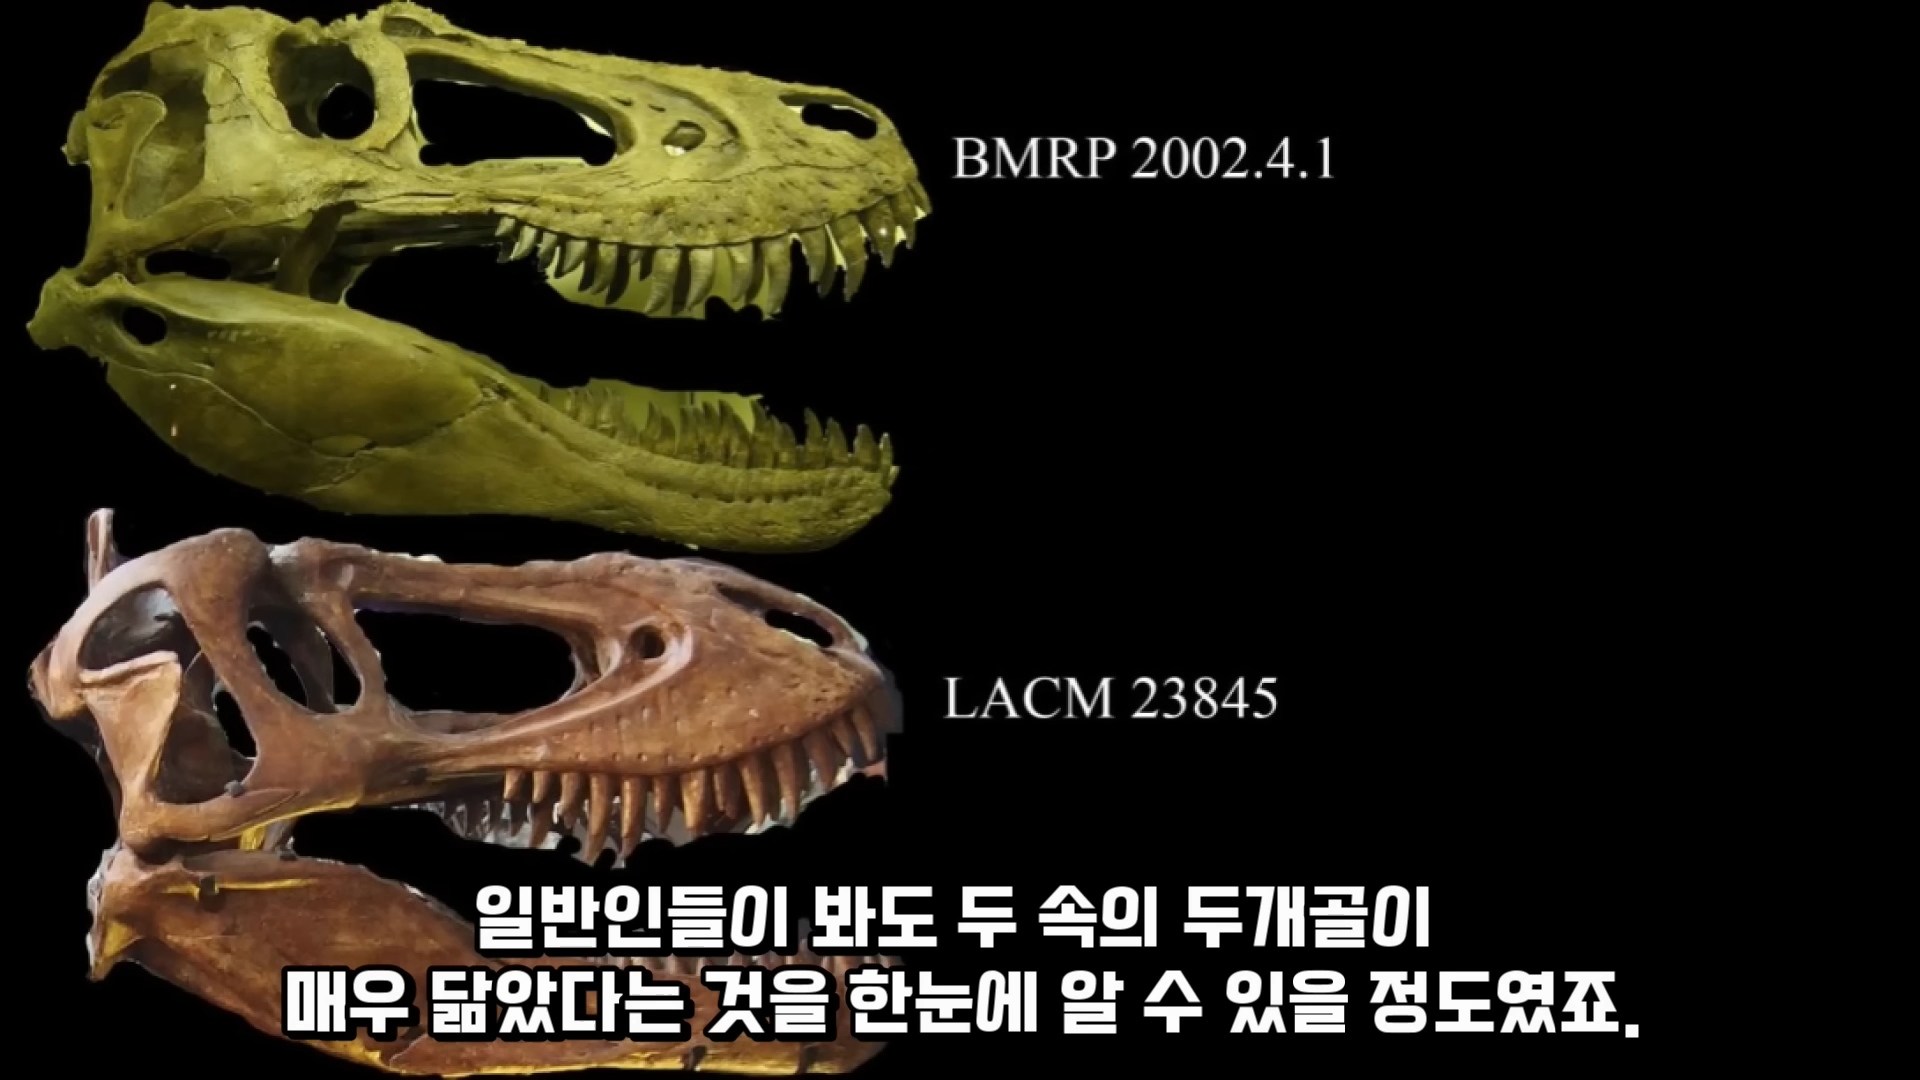 BMRP 2002.4.1
LACM 23845
일반인들이 봐도 두 속의 두개골이
매우 닮았다는 것을 한눈에 알 수 있을 정도였죠.